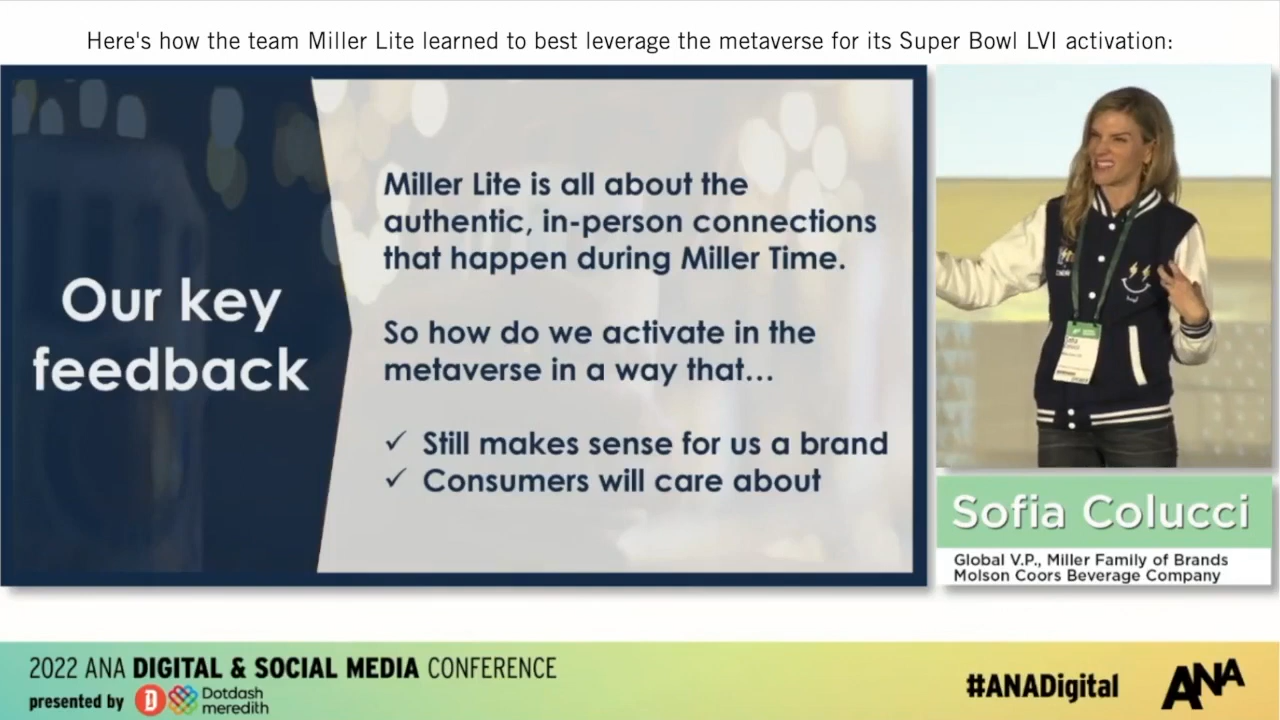 Here's how the team Miller Lite learned to best leverage the metaverse for its Super Bowl LVI activation:
Our key
feedback
Miller Lite is all about the
authentic, in-person connections
that happen during Miller Time.
So how do we activate in the
metaverse in a way that...
✓ Still makes sense for us a brand
✓ Consumers will care about
Sofia Colucci
Global V.P., Miller Family of Brands
Molson Coors Beverage Company
2022 ANA DIGITAL & SOCIAL MEDIA CONFERENCE
presented by
Dotdash
meredith
#ANADigital
ANA